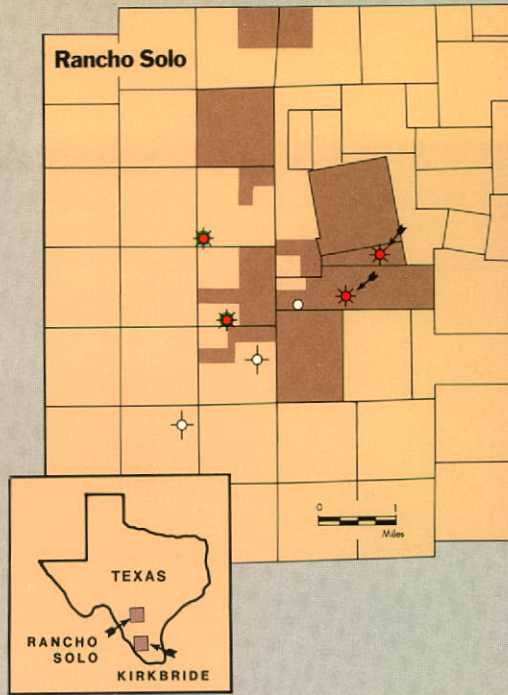 Rancho Solo
0 1
Miles
TEXAS
RANCHO
SOLO
KIRKBRIDE